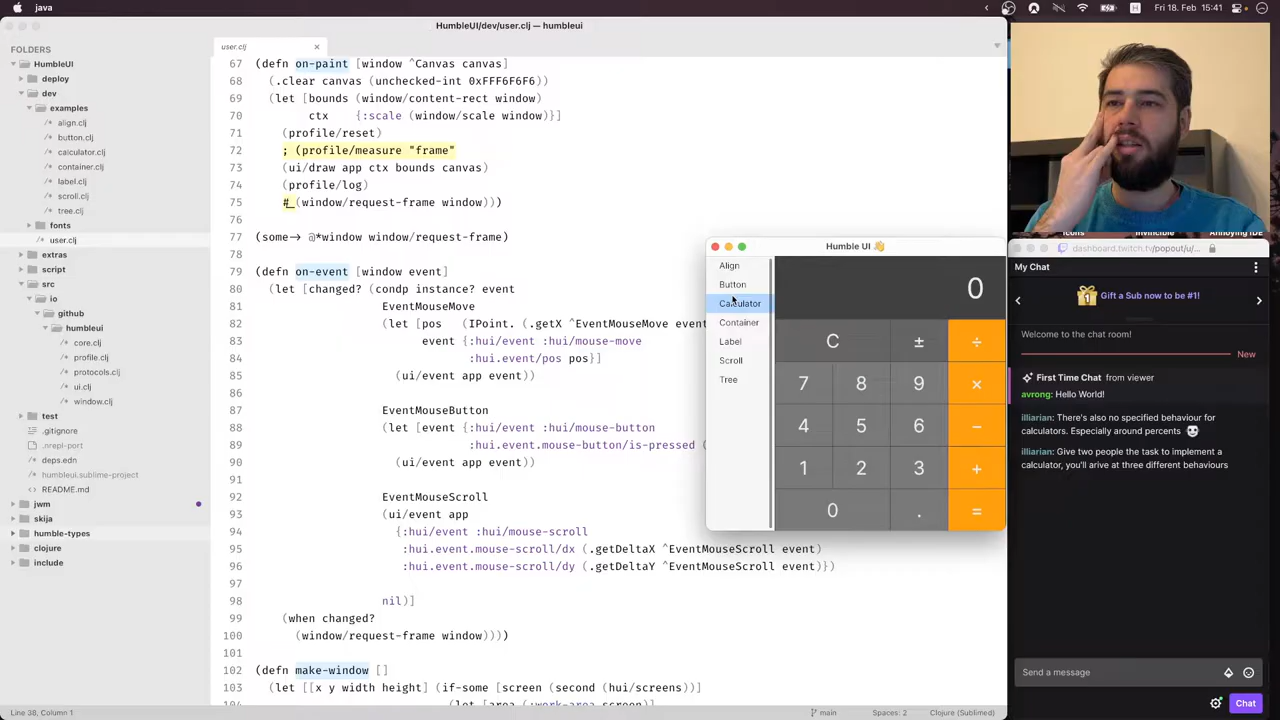 java
Fri 18. Feb 15:41
HumbleUI/dev/user.clj — humbleui
FOLDERS
HumbleUI
deploy
dev
examples
align.clj
button.clj
calculator.clj
container.clj
label.clj
scroll.clj
tree.clj
fonts
user.clj
extras
script
src
io
github
humbleui
core.clj
profile.clj
protocols.clj
ui.clj
window.clj
test
.gitignore
.nrepl-port
deps.edn
humbleui.sublime-project
README.md
jwm
skija
humble-types
clojure
include
user.clj
67 (defn on-paint [window ^Canvas canvas]
68 (.clear canvas (unchecked-int 0xFFF6F6F6))
69 (let [bounds (window/content-rect window)
70 ctx {:scale (window/scale window)}]
71 (profile/reset)
72 ; (profile/measure "frame"
73 (ui/draw app ctx bounds canvas)
74 (profile/log)
75 #_(window/request-frame window)))
76
77 (some-> @*window window/request-frame)
78
79 (defn on-event [window event]
80 (let [changed? (condp instance? event
81 EventMouseMove
82 (let [pos (IPoint. (.getX ^EventMouseMove event
83 event {:hui/event :hui/mouse-move
84 :hui.event/pos pos}]
85 (ui/event app event))
86
87 EventMouseButton
88 (let [event {:hui/event :hui/mouse-button
89 :hui.event.mouse-button/is-pressed (
90 (ui/event app event))
91
92 EventMouseScroll
93 (ui/event app
94 {:hui/event :hui/mouse-scroll
95 :hui.event.mouse-scroll/dx (.getDeltaX ^EventMouseScroll event)
96 :hui.event.mouse-scroll/dy (.getDeltaY ^EventMouseScroll event)})
97
98 nil)]
99 (when changed?
100 (window/request-frame window))))
101
102 (defn make-window []
103 (let [[x y width height] (if-some [screen (second (hui/screens))]
Humble UI 👋
Align
Button
Calculator
Container
Label
Scroll
Tree
0
C ± ÷
7 8 9 ×
4 5 6 −
1 2 3 +
0 . =
Icons Invincible Annoying IDE
dashboard.twitch.tv/popout/u/...
My Chat
1 Gift a Sub now to be #1!
Welcome to the chat room!
New
First Time Chat from viewer
avrong: Hello World!
illiarian: There's also no specified behaviour for
calculators. Especially around percents
illiarian: Give two people the task to implement a
calculator, you'll arive at three different behaviours
Send a message
Chat
Line 38, Column 1
main
Spaces: 2
Clojure (Sublimed)